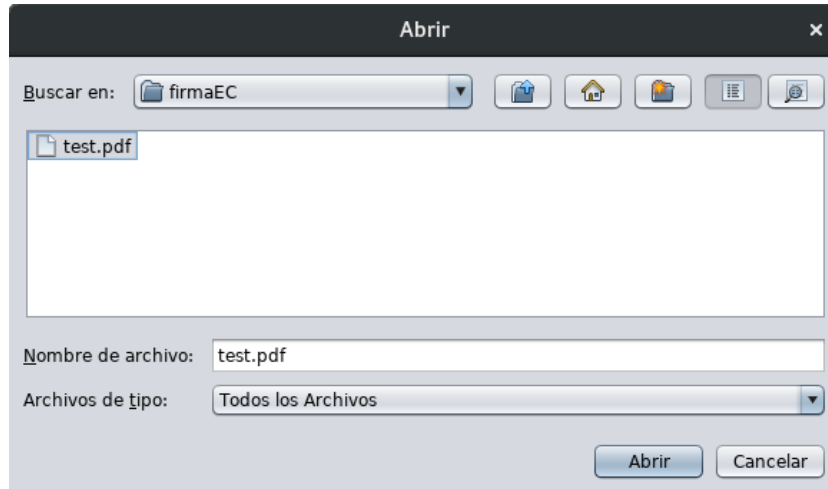 Abrir
Buscar en: firmaEC
test.pdf
Nombre de archivo: test.pdf
Archivos de tipo: Todos los Archivos
Abrir Cancelar